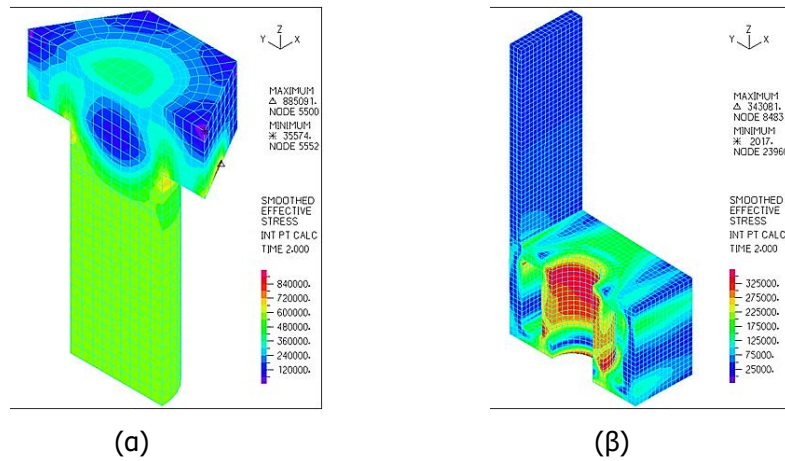 Z
Y X
MAXIMUM
△ 885091.
NODE 5500
MINIMUM
✳ 35574.
NODE 5552
SMOOTHED
EFFECTIVE
STRESS
INT PT CALC
TIME 2.000
840000.
720000.
600000.
480000.
360000.
240000.
120000.
(α)
Z
Y X
MAXIMUM
△ 343081.
NODE 8483
MINIMUM
✳ 2017.
NODE 23966
SMOOTHED
EFFECTIVE
STRESS
INT PT CALC
TIME 2.000
325000.
275000.
225000.
175000.
125000.
75000.
25000.
(β)